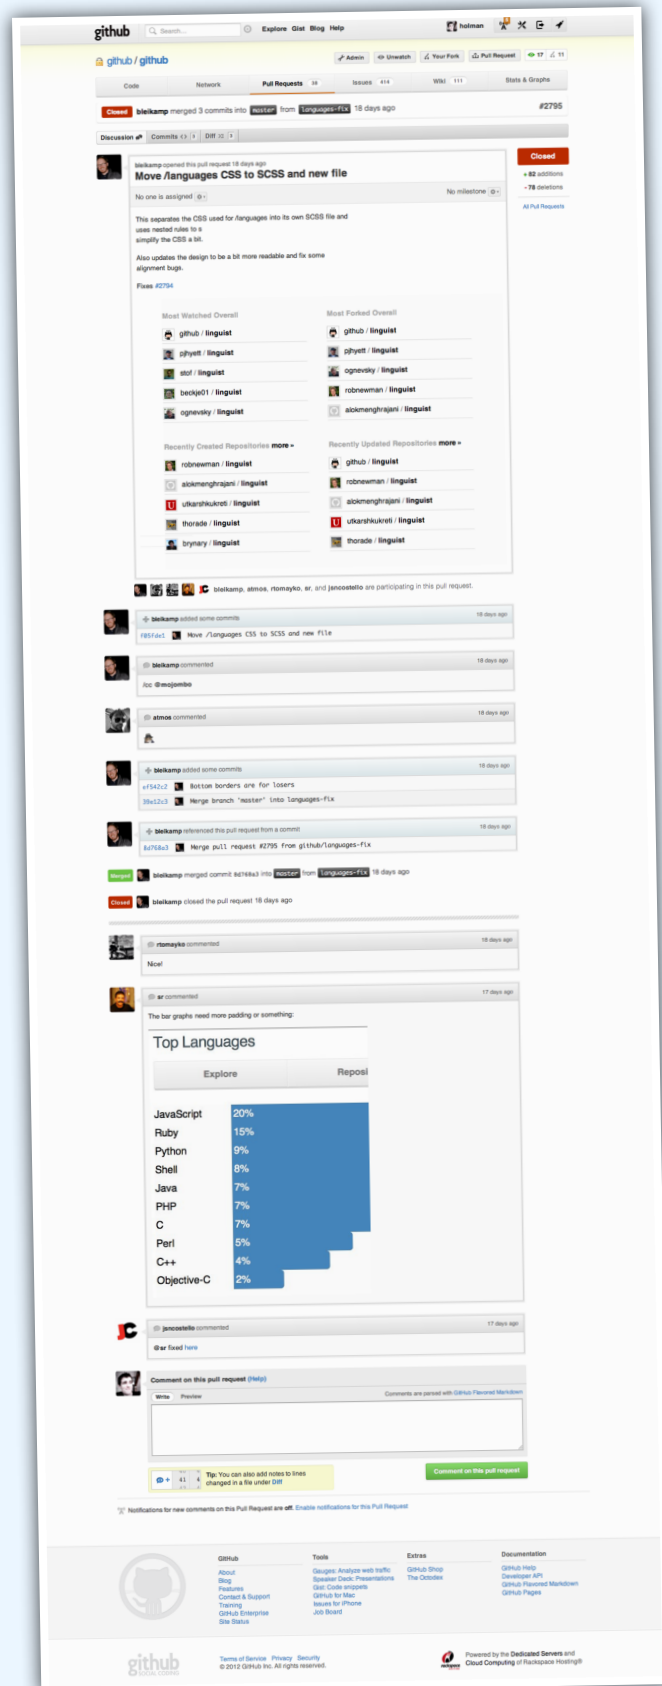 github
Search...
Explore Gist Blog Help
holman
github / github
Admin
Unwatch
Your Fork
Pull Request
17
11
Code
Network
Pull Requests
Issues 414
Wiki 111
Stats & Graphs
Closed bleikamp merged 3 commits into master from languages-fix 18 days ago
#2795
Discussion
Commits 3
Diff 3
bleikamp opened this pull request 18 days ago
Move /languages CSS to SCSS and new file
Closed
+ 82 additions
- 78 deletions
All Pull Requests
No one is assigned
No milestone
This separates the CSS used for /languages into its own SCSS file and
uses nested rules to s
simplify the CSS a bit.
Also updates the design to be a bit more readable and fix some
alignment bugs.
Fixes #2794
Most Watched Overall
github / linguist
pjhyett / linguist
stof / linguist
beckje01 / linguist
ognevsky / linguist
Most Forked Overall
github / linguist
pjhyett / linguist
ognevsky / linguist
robnewman / linguist
alokmenghrajani / linguist
Recently Created Repositories more »
robnewman / linguist
alokmenghrajani / linguist
utkarshkukreti / linguist
thorade / linguist
brynary / linguist
Recently Updated Repositories more »
github / linguist
robnewman / linguist
alokmenghrajani / linguist
utkarshkukreti / linguist
thorade / linguist
bleikamp, atmos, rtomayko, sr, and jsncostello are participating in this pull request.
bleikamp added some commits
18 days ago
f85fde1 Move /languages CSS to SCSS and new file
bleikamp commented
18 days ago
/cc @mojombo
atmos commented
18 days ago
bleikamp added some commits
18 days ago
ef542c2 Bottom borders are for losers
39e12c3 Merge branch 'master' into languages-fix
bleikamp referenced this pull request from a commit
18 days ago
8d768a3 Merge pull request #2795 from github/languages-fix
Merged bleikamp merged commit 8d768a3 into master from languages-fix 18 days ago
Closed bleikamp closed the pull request 18 days ago
rtomayko commented
18 days ago
Nice!
sr commented
17 days ago
The bar graphs need more padding or something:
Top Languages
Explore
Reposi
JavaScript 20%
Ruby 15%
Python 9%
Shell 8%
Java 7%
PHP 7%
C 7%
Perl 5%
C++ 4%
Objective-C 2%
jsncostello commented
17 days ago
@sr fixed here
Comment on this pull request (Help)
Write
Preview
Comments are parsed with GitHub Flavored Markdown
41
Tip: You can also add notes to lines
changed in a file under Diff
Comment on this pull request
Notifications for new comments on this Pull Request are off. Enable notifications for this Pull Request
GitHub
About
Blog
Features
Contact & Support
Training
GitHub Enterprise
Site Status
Tools
Gauges: Analyze web traffic
Speaker Deck: Presentations
Gist: Code snippets
GitHub for Mac
Issues for iPhone
Job Board
Extras
GitHub Shop
The Octodex
Documentation
GitHub Help
Developer API
GitHub Flavored Markdown
GitHub Pages
github
SOCIAL CODING
Terms of Service Privacy Security
© 2012 GitHub Inc. All rights reserved.
rackspace
Powered by the Dedicated Servers and
Cloud Computing of Rackspace Hosting®